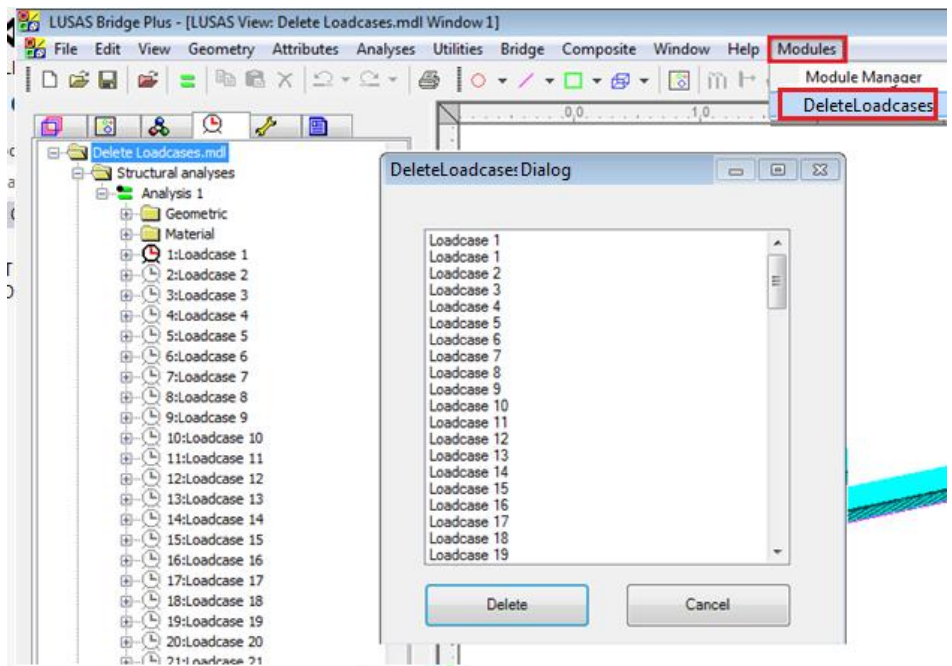 LUSAS Bridge Plus - [LUSAS View: Delete Loadcases.mdl Window 1]
File Edit View Geometry Attributes Analyses Utilities Bridge Composite Window Help Modules
Module Manager
DeleteLoadcases
0.0 1.0
Delete Loadcases.mdl
Structural analyses
Analysis 1
Geometric
Material
1:Loadcase 1
2:Loadcase 2
3:Loadcase 3
4:Loadcase 4
5:Loadcase 5
6:Loadcase 6
7:Loadcase 7
8:Loadcase 8
9:Loadcase 9
10:Loadcase 10
11:Loadcase 11
12:Loadcase 12
13:Loadcase 13
14:Loadcase 14
15:Loadcase 15
16:Loadcase 16
17:Loadcase 17
18:Loadcase 18
19:Loadcase 19
20:Loadcase 20
21:Loadcase 21
DeleteLoadcases Dialog
Loadcase 1
Loadcase 1
Loadcase 2
Loadcase 3
Loadcase 4
Loadcase 5
Loadcase 6
Loadcase 7
Loadcase 8
Loadcase 9
Loadcase 10
Loadcase 11
Loadcase 12
Loadcase 13
Loadcase 14
Loadcase 15
Loadcase 16
Loadcase 17
Loadcase 18
Loadcase 19
Delete Cancel